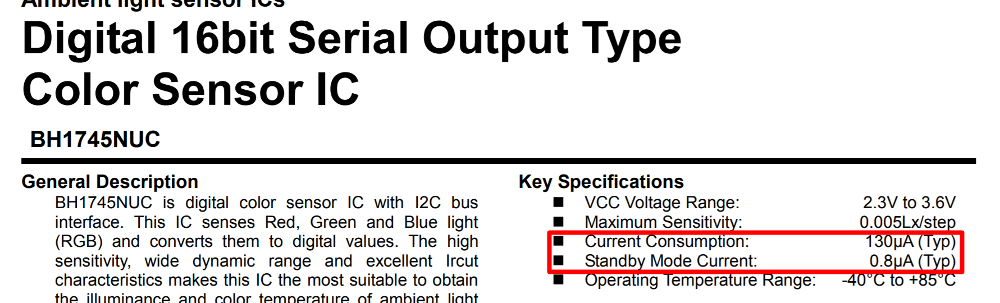 Ambient light sensor ICs
Digital 16bit Serial Output Type
Color Sensor IC
BH1745NUC
General Description
BH1745NUC is digital color sensor IC with I2C bus
interface. This IC senses Red, Green and Blue light
(RGB) and converts them to digital values. The high
sensitivity, wide dynamic range and excellent Ircut
characteristics makes this IC the most suitable to obtain
the illuminance and color temperature of ambient light
Key Specifications
■ VCC Voltage Range: 2.3V to 3.6V
■ Maximum Sensitivity: 0.005Lx/step
■ Current Consumption: 130μA (Typ)
■ Standby Mode Current: 0.8μA (Typ)
■ Operating Temperature Range: -40°C to +85°C